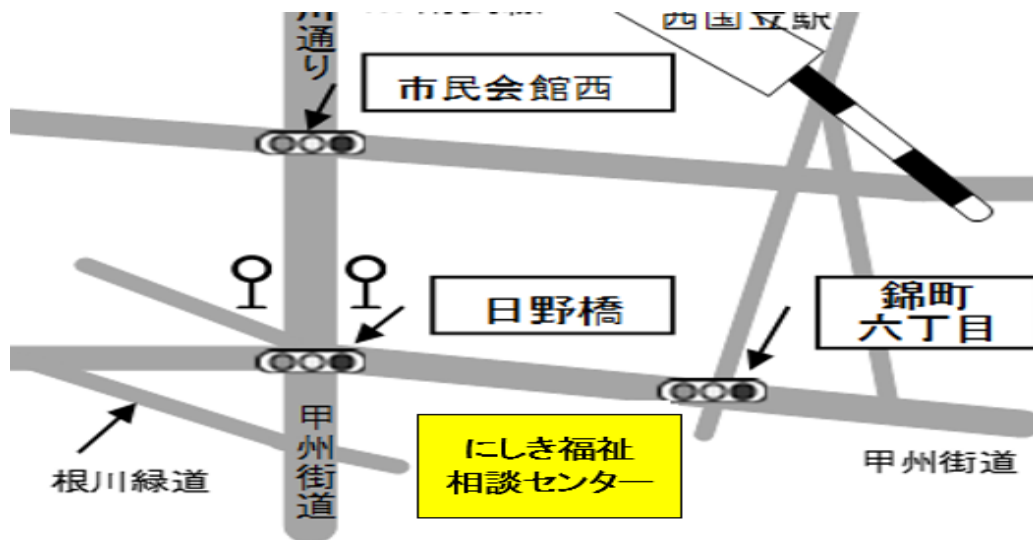 川通り
西国立駅
市民会館西
日野橋
錦町
六丁目
甲州街道
にしき福祉
相談センター
甲州街道
根川緑道